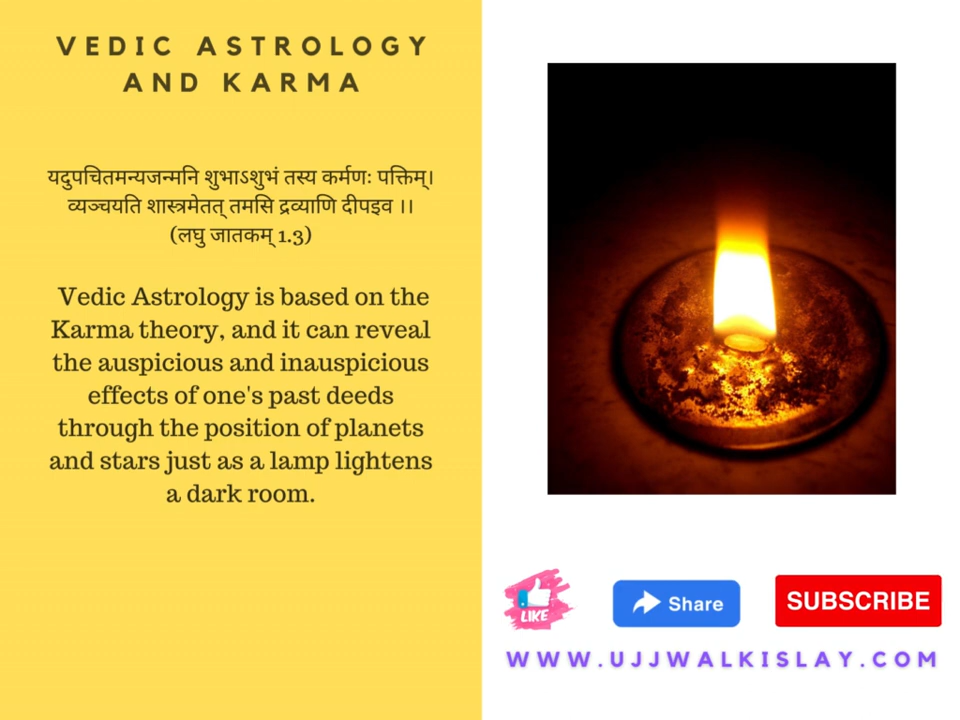 VEDIC ASTROLOGY
AND KARMA
यदुपचितमन्यजन्मनि शुभाऽशुभं तस्य कर्मणः पक्तिम्।
व्यञ्चयति शास्त्रमेतत् तमसि द्रव्याणि दीपइव ।।
(लघु जातकम् 1.3)
Vedic Astrology is based on the
Karma theory, and it can reveal
the auspicious and inauspicious
effects of one's past deeds
through the position of planets
and stars just as a lamp lightens
a dark room.
LIKE
Share
SUBSCRIBE
WWW.UJJWALKISLAY.COM